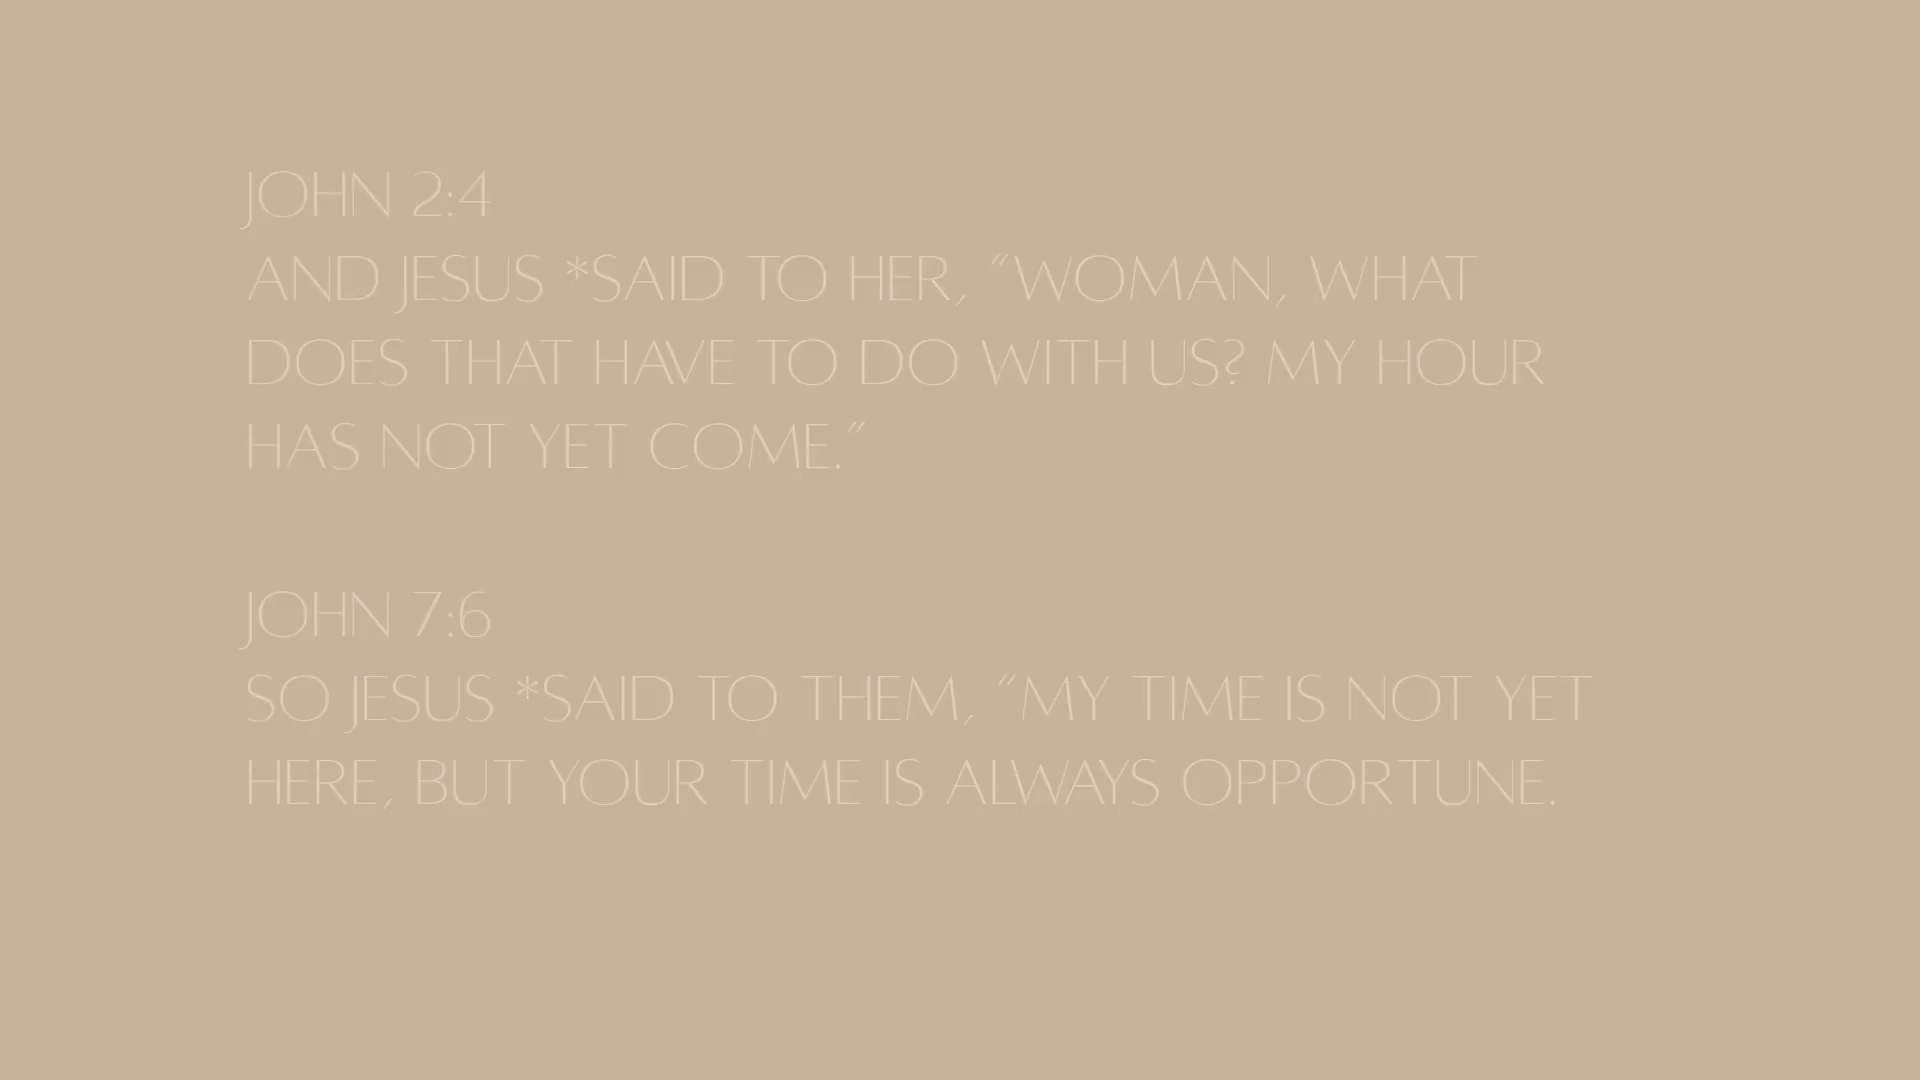 JOHN 2:4
AND JESUS *SAID TO HER, “WOMAN, WHAT
DOES THAT HAVE TO DO WITH US? MY HOUR
HAS NOT YET COME.”
JOHN 7:6
SO JESUS *SAID TO THEM, “MY TIME IS NOT YET
HERE, BUT YOUR TIME IS ALWAYS OPPORTUNE.